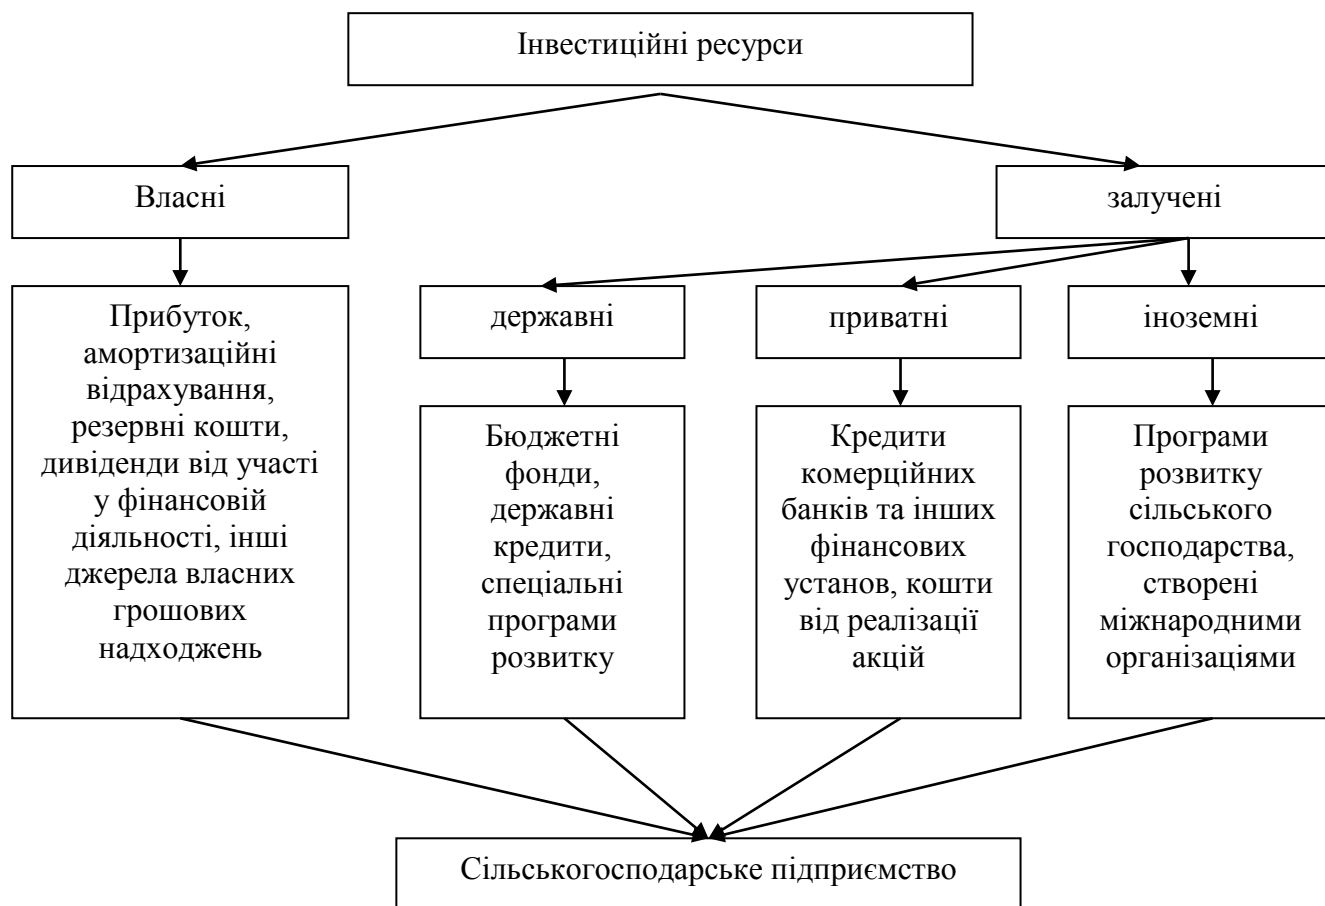 Інвестиційні ресурси
Власні
залучені
Прибуток,
амортизаційні
відрахування,
резервні кошти,
дивіденди від участі
у фінансовій
діяльності, інші
джерела власних
грошових
надходжень
державні
приватні
іноземні
Бюджетні
фонди,
державні
кредити,
спеціальні
програми
розвитку
Кредити
комерційних
банків та інших
фінансових
установ, кошти
від реалізації
акцій
Програми
розвитку
сільського
господарства,
створені
міжнародними
організаціями
Сільськогосподарське підприємство